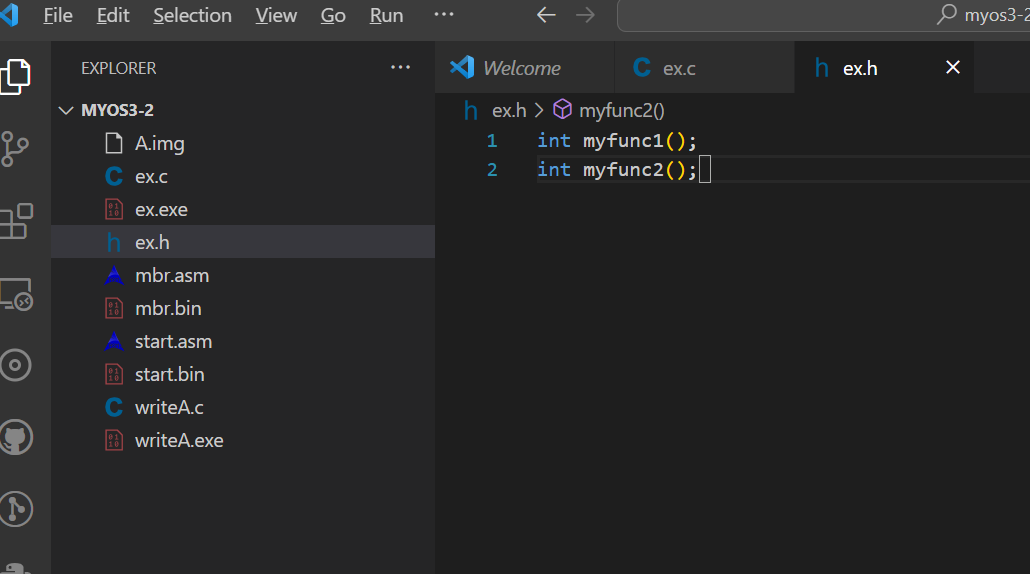 File Edit Selection View Go Run ··· myos3-2
EXPLORER ···
MYOS3-2
A.img
ex.c
ex.exe
ex.h
mbr.asm
mbr.bin
start.asm
start.bin
writeA.c
writeA.exe
Welcome ex.c ex.h
ex.h > myfunc2()
1 int myfunc1();
2 int myfunc2();